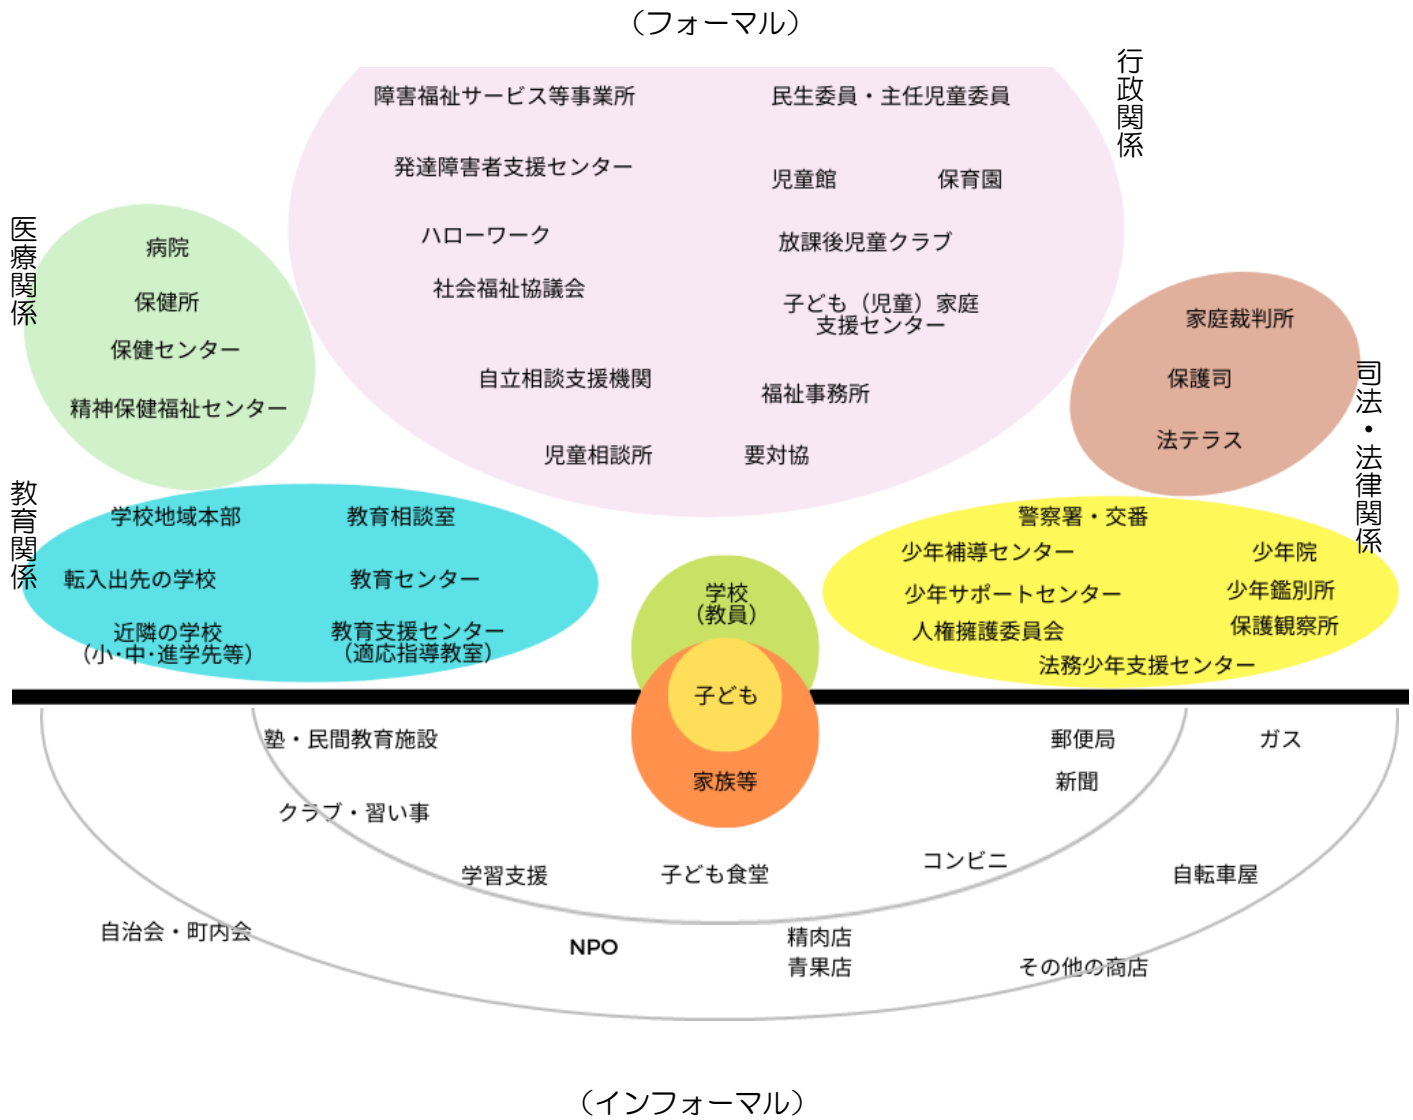 （フォーマル）
行政関係
障害福祉サービス等事業所
民生委員・主任児童委員
発達障害者支援センター
児童館
保育園
ハローワーク
放課後児童クラブ
社会福祉協議会
子ども（児童）家庭
支援センター
自立相談支援機関
福祉事務所
児童相談所
要対協
医療関係
病院
保健所
保健センター
精神保健福祉センター
司法・法律関係
家庭裁判所
保護司
法テラス
教育関係
学校地域本部
教育相談室
転入出先の学校
教育センター
近隣の学校
（小・中・進学先等）
教育支援センター
（適応指導教室）
学校
（教員）
子ども
家族等
警察署・交番
少年補導センター
少年院
少年サポートセンター
少年鑑別所
人権擁護委員会
保護観察所
法務少年支援センター
塾・民間教育施設
郵便局
ガス
新聞
クラブ・習い事
学習支援
子ども食堂
コンビニ
自転車屋
自治会・町内会
NPO
精肉店
青果店
その他の商店
（インフォーマル）